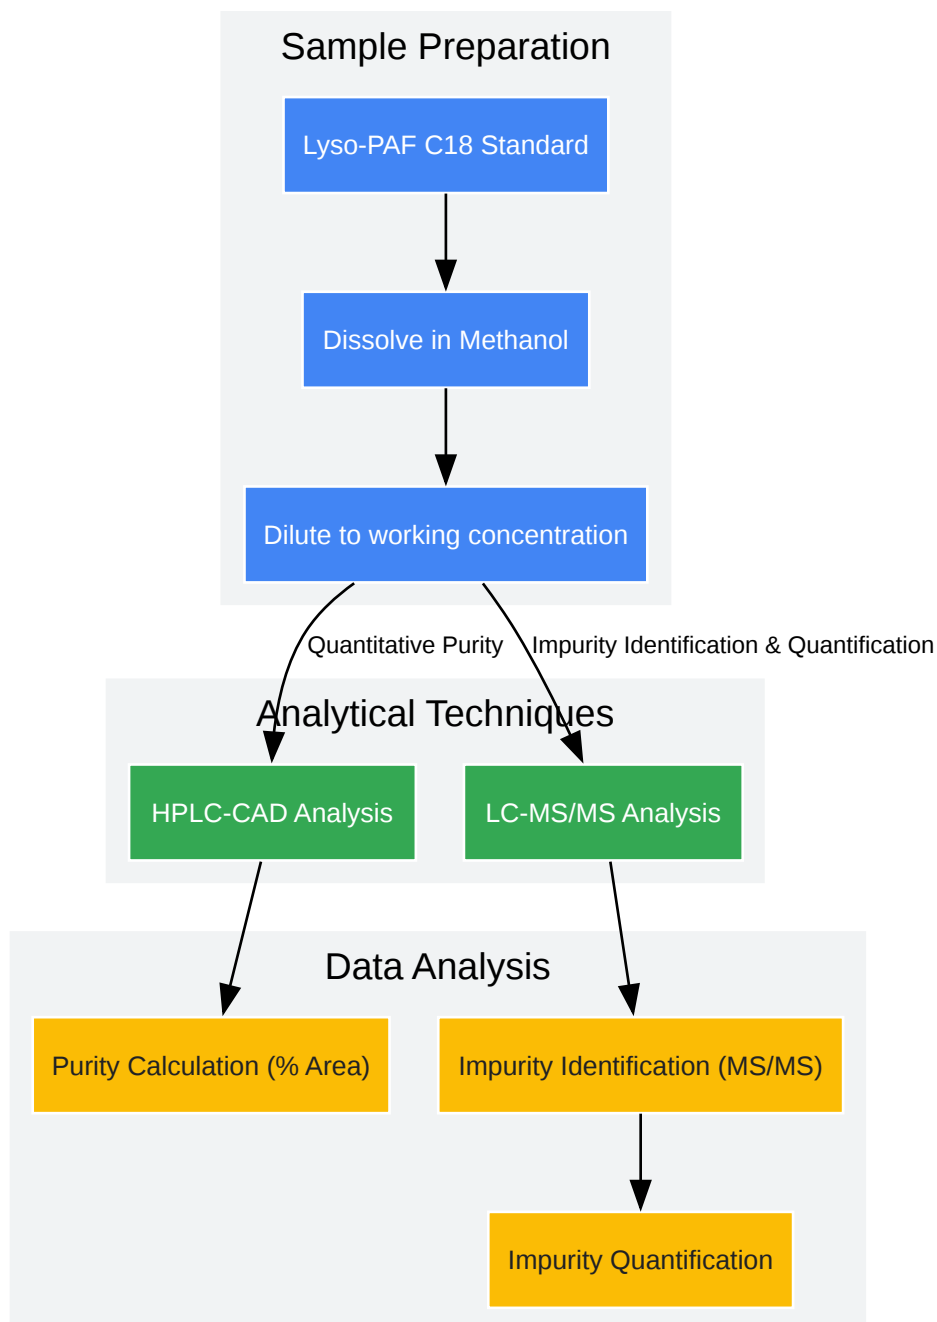 Sample Preparation
Lyso-PAF C18 Standard
Dissolve in Methanol
Dilute to working concentration
Quantitative Purity
Impurity Identification & Quantification
Analytical Techniques
HPLC-CAD Analysis
LC-MS/MS Analysis
Data Analysis
Purity Calculation (% Area)
Impurity Identification (MS/MS)
Impurity Quantification